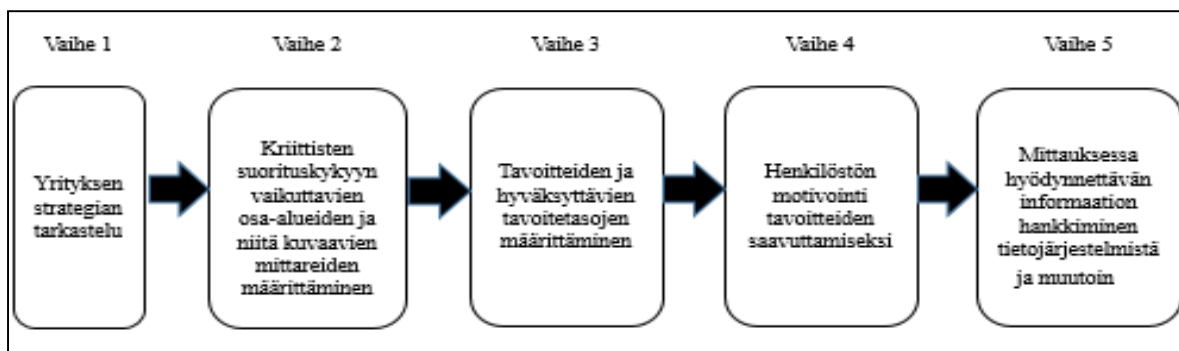 Vaihe 1
Vaihe 2
Vaihe 3
Vaihe 4
Vaihe 5
Yrityksen
strategian
tarkastelu
Kriittisten
suorituskykyyn
vaikuttavien
osa-alueiden ja
niitä kuvaavien
mittareiden
määrittäminen
Tavoitteiden ja
hyväksyttävien
tavoitetasojen
määrittäminen
Henkilöstön
motivointi
tavoitteiden
saavuttamiseksi
Mittauksessa
hyödynnettävän
informaation
hankkiminen
tietojärjestelmistä
ja muutoin